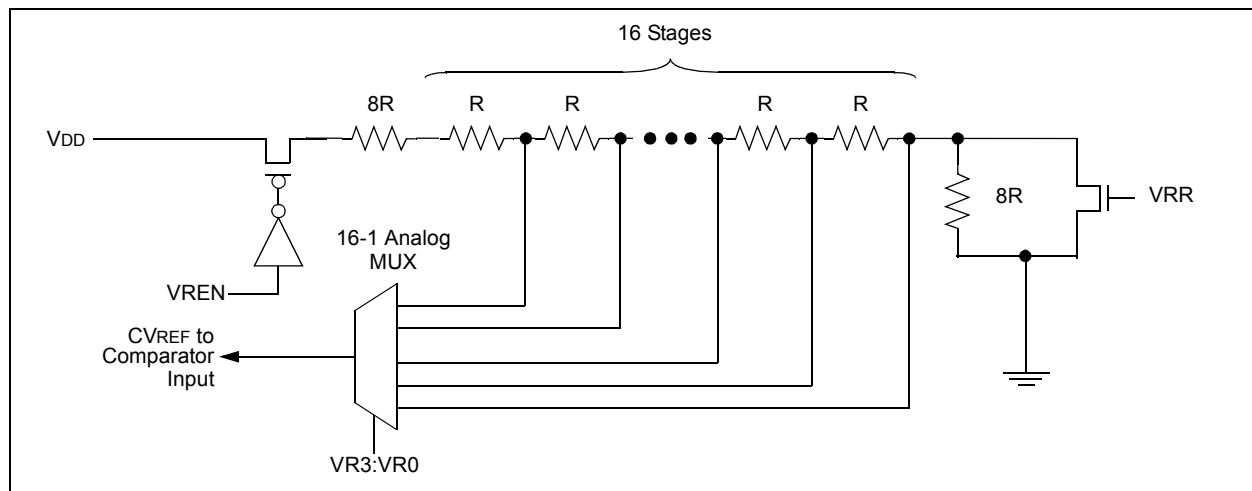 16 Stages
8R
R
R
R
R
VDD
8R
VRR
16-1 Analog
MUX
VREN
CVREF to
Comparator
Input
VR3:VR0